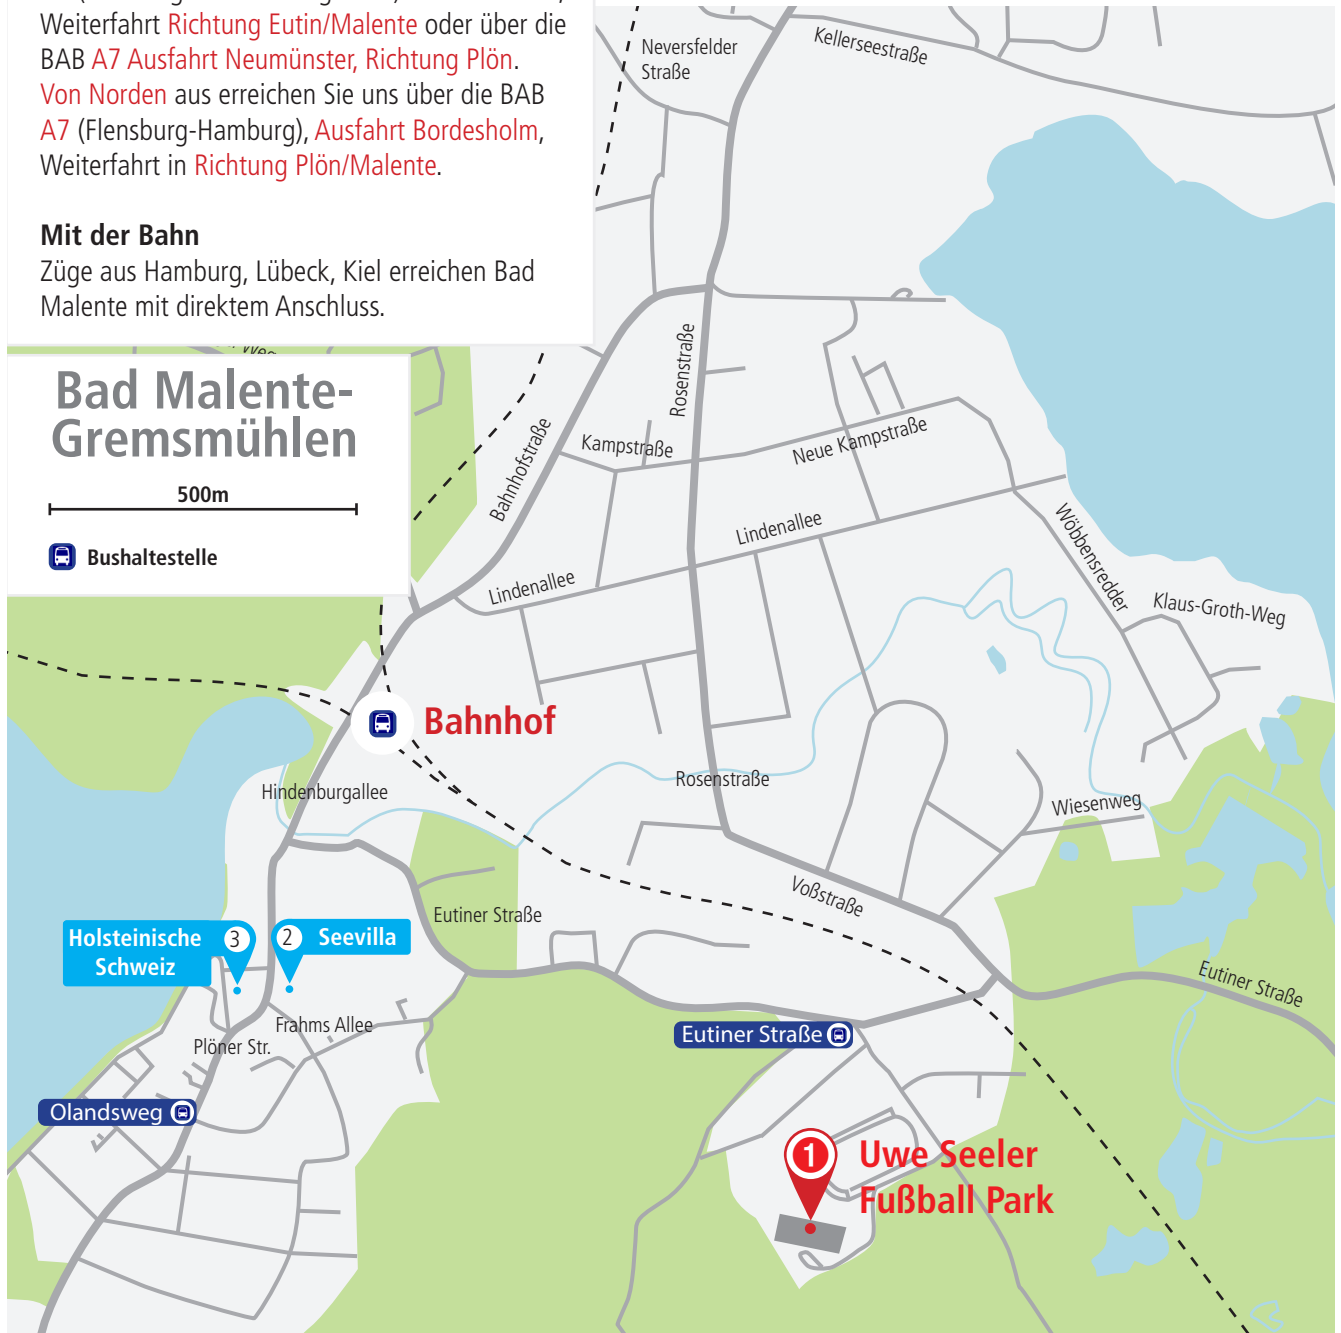 Weiterfahrt Richtung Eutin/Malente oder über die
BAB A7 Ausfahrt Neumünster, Richtung Plön.
Von Norden aus erreichen Sie uns über die BAB
A7 (Flensburg-Hamburg), Ausfahrt Bordesholm,
Weiterfahrt in Richtung Plön/Malente.
Mit der Bahn
Züge aus Hamburg, Lübeck, Kiel erreichen Bad
Malente mit direktem Anschluss.
Bad Malente-
Gremsmühlen
500m
Bushaltestelle
Neversfelder
Straße
Kellerseestraße
Rosenstraße
Bahnhofstraße
Kampstraße
Neue Kampstraße
Lindenallee
Lindenallee
Wöbbensredder
Klaus-Groth-Weg
Bahnhof
Rosenstraße
Hindenburgallee
Wiesenweg
Voßstraße
Eutiner Straße
Holsteinische
Schweiz
3
2 Seevilla
Eutiner Straße
Frahms Allee
Plöner Str.
Eutiner Straße
Olandsweg
1
Uwe Seeler
Fußball Park